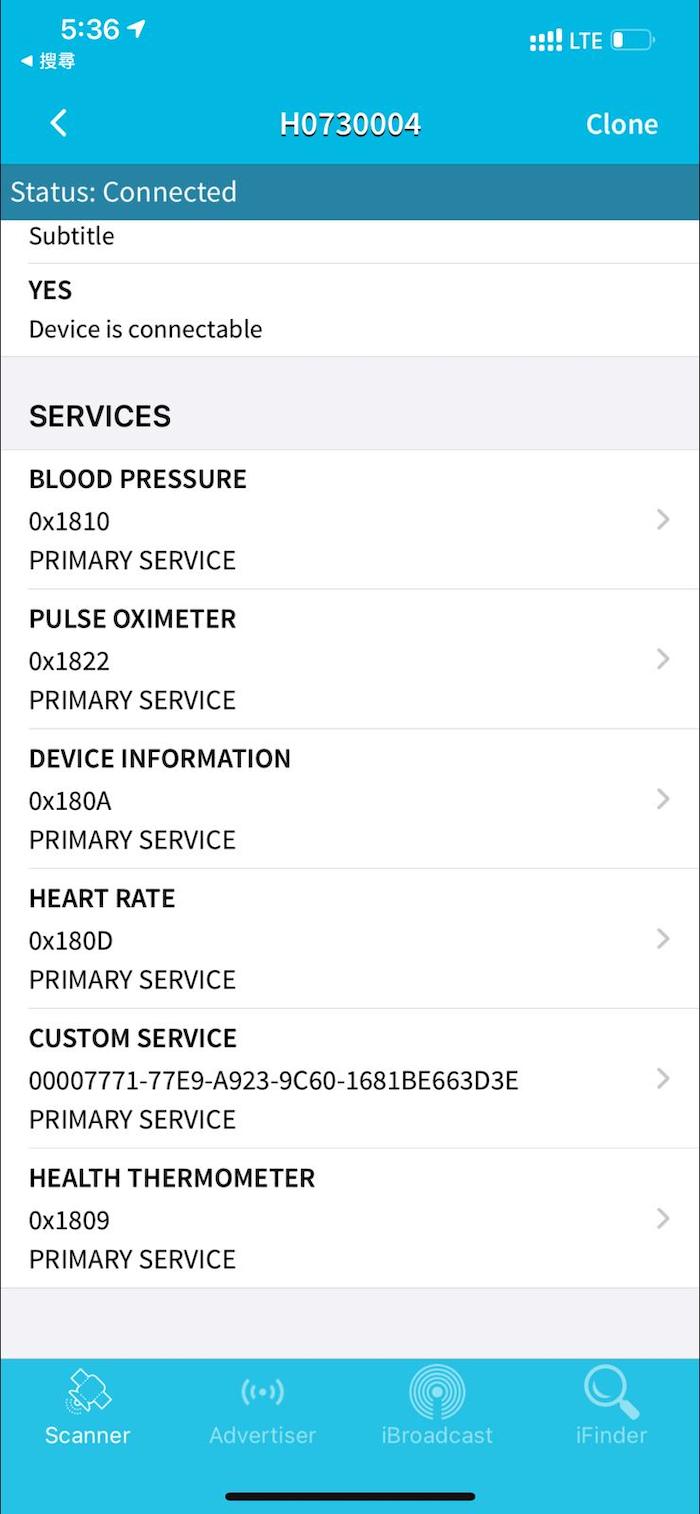 5:36
LTE
◀ 搜尋
H0730004
Clone
Status: Connected
Subtitle
YES
Device is connectable
SERVICES
BLOOD PRESSURE
0x1810
PRIMARY SERVICE
PULSE OXIMETER
0x1822
PRIMARY SERVICE
DEVICE INFORMATION
0x180A
PRIMARY SERVICE
HEART RATE
0x180D
PRIMARY SERVICE
CUSTOM SERVICE
00007771-77E9-A923-9C60-1681BE663D3E
PRIMARY SERVICE
HEALTH THERMOMETER
0x1809
PRIMARY SERVICE
Scanner
Advertiser
iBroadcast
iFinder